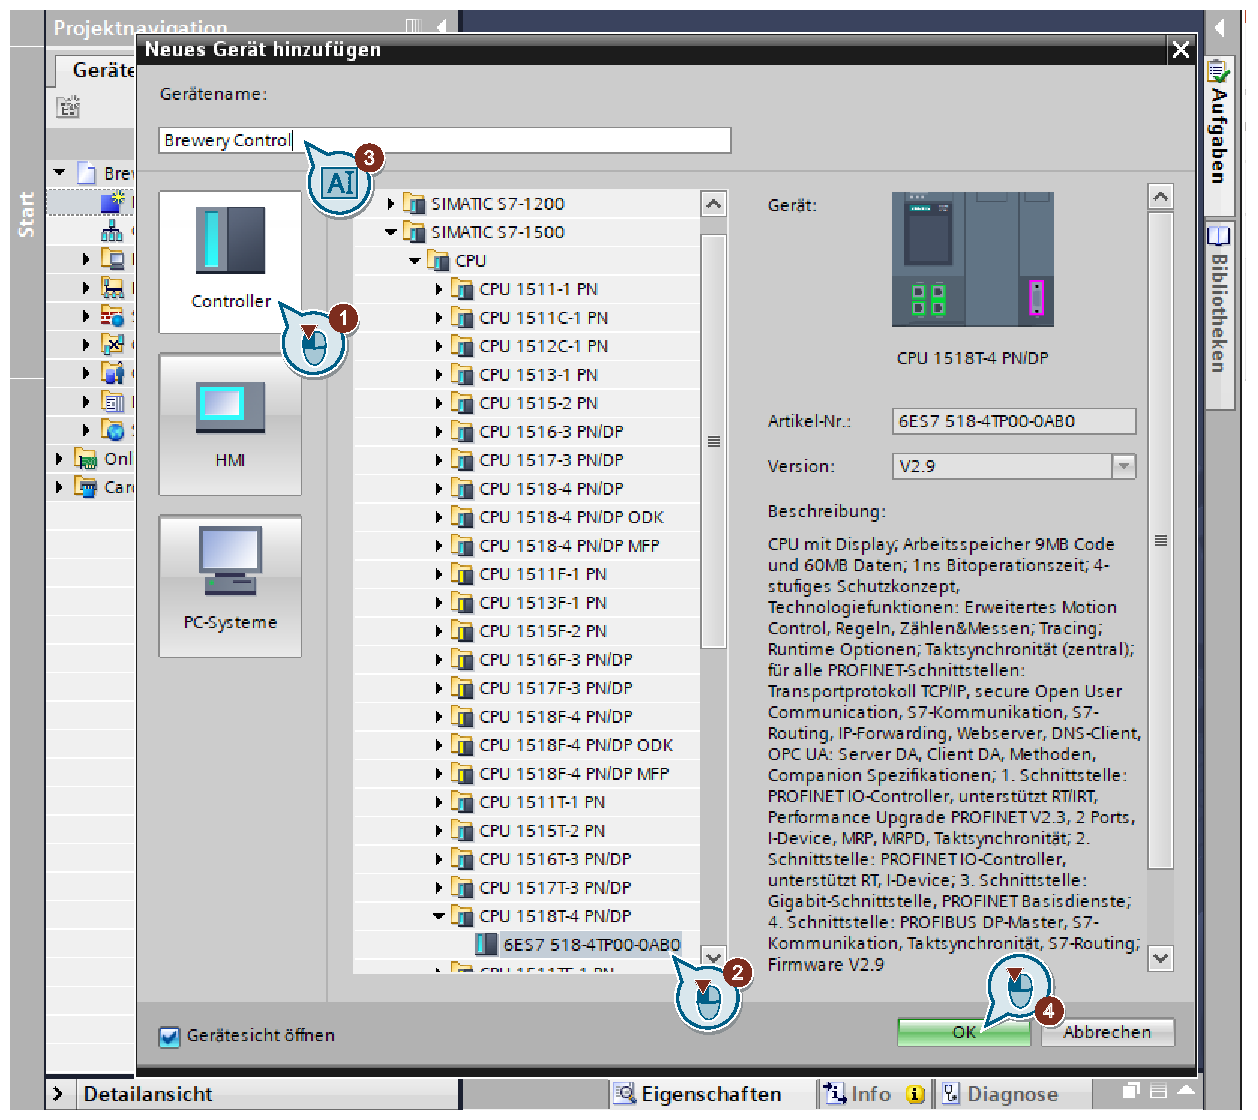 Projektnavigation
Neues Gerät hinzufügen
Geräte
Gerätename:
Brewery Control
3
AI
Brew
Start
Aufgaben
Bibliotheken
Controller
1
HMI
PC-Systeme
Onl
Card
SIMATIC S7-1200
SIMATIC S7-1500
CPU
CPU 1511-1 PN
CPU 1511C-1 PN
CPU 1512C-1 PN
CPU 1513-1 PN
CPU 1515-2 PN
CPU 1516-3 PN/DP
CPU 1517-3 PN/DP
CPU 1518-4 PN/DP
CPU 1518-4 PN/DP ODK
CPU 1518-4 PN/DP MFP
CPU 1511F-1 PN
CPU 1513F-1 PN
CPU 1515F-2 PN
CPU 1516F-3 PN/DP
CPU 1517F-3 PN/DP
CPU 1518F-4 PN/DP
CPU 1518F-4 PN/DP ODK
CPU 1518F-4 PN/DP MFP
CPU 1511T-1 PN
CPU 1515T-2 PN
CPU 1516T-3 PN/DP
CPU 1517T-3 PN/DP
CPU 1518T-4 PN/DP
6ES7 518-4TP00-0AB0
CPU 1511TF-1 PN
2
Gerät:
CPU 1518T-4 PN/DP
Artikel-Nr.: 6ES7 518-4TP00-0AB0
Version: V2.9
Beschreibung:
CPU mit Display; Arbeitsspeicher 9MB Code
und 60MB Daten; 1ns Bitoperationszeit; 4-
stufiges Schutzkonzept,
Technologiefunktionen: Erweitertes Motion
Control, Regeln, Zählen&Messen; Tracing;
Runtime Optionen; Taktsynchronität (zentral);
für alle PROFINET-Schnittstellen:
Transportprotokoll TCP/IP, secure Open User
Communication, S7-Kommunikation, S7-
Routing, IP-Forwarding, Webserver, DNS-Client,
OPC UA: Server DA, Client DA, Methoden,
Companion Spezifikationen; 1. Schnittstelle:
PROFINET IO-Controller, unterstützt RT/IRT,
Performance Upgrade PROFINET V2.3, 2 Ports,
I-Device, MRP, MRPD, Taktsynchronität; 2.
Schnittstelle: PROFINET IO-Controller,
unterstützt RT, I-Device; 3. Schnittstelle:
Gigabit-Schnittstelle, PROFINET Basisdienste;
4. Schnittstelle: PROFIBUS DP-Master, S7-
Kommunikation, Taktsynchronität, S7-Routing;
Firmware V2.9
4
Gerätesicht öffnen
OK
Abbrechen
Detailansicht
Eigenschaften
Info
Diagnose